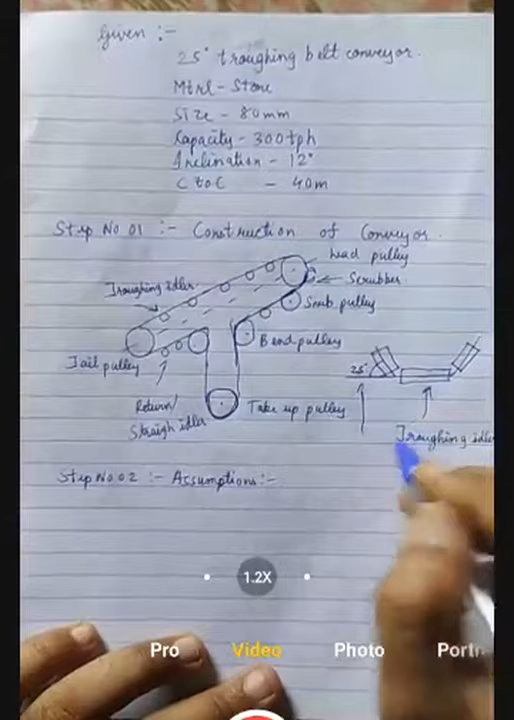 Given :-
25° troughing belt conveyor.
Mtrl - Stone
Size - 80mm
Capacity - 300tph
Inclination - 12°
C to C - 40m
Step No 01 :- Construction of Conveyor.
head pulley
Scrubber
Troughing idler
Snub pulley
Bend pulley
Tail pulley
25°
Return/
Straigh idler
Take up pulley
Troughing idler
Step No 02 :- Assumptions:-
1.2X
Pro
Video
Photo
Portr